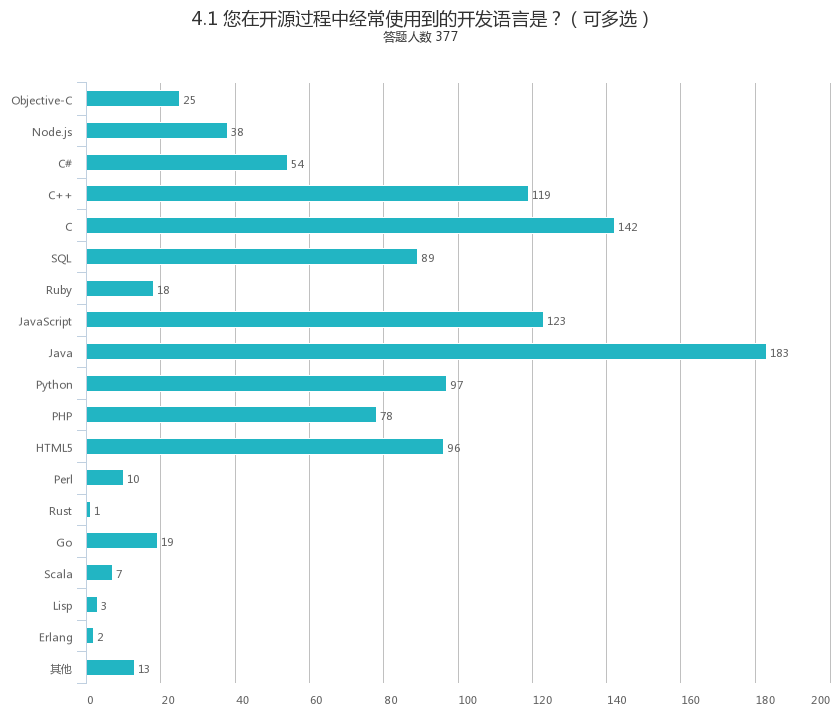 4.1 您在开源过程中经常使用到的开发语言是？（可多选）
答题人数 377
Objective-C 25
Node.js 38
C# 54
C++ 119
C 142
SQL 89
Ruby 18
JavaScript 123
Java 183
Python 97
PHP 78
HTML5 96
Perl 10
Rust 1
Go 19
Scala 7
Lisp 3
Erlang 2
其他 13
0 20 40 60 80 100 120 140 160 180 200